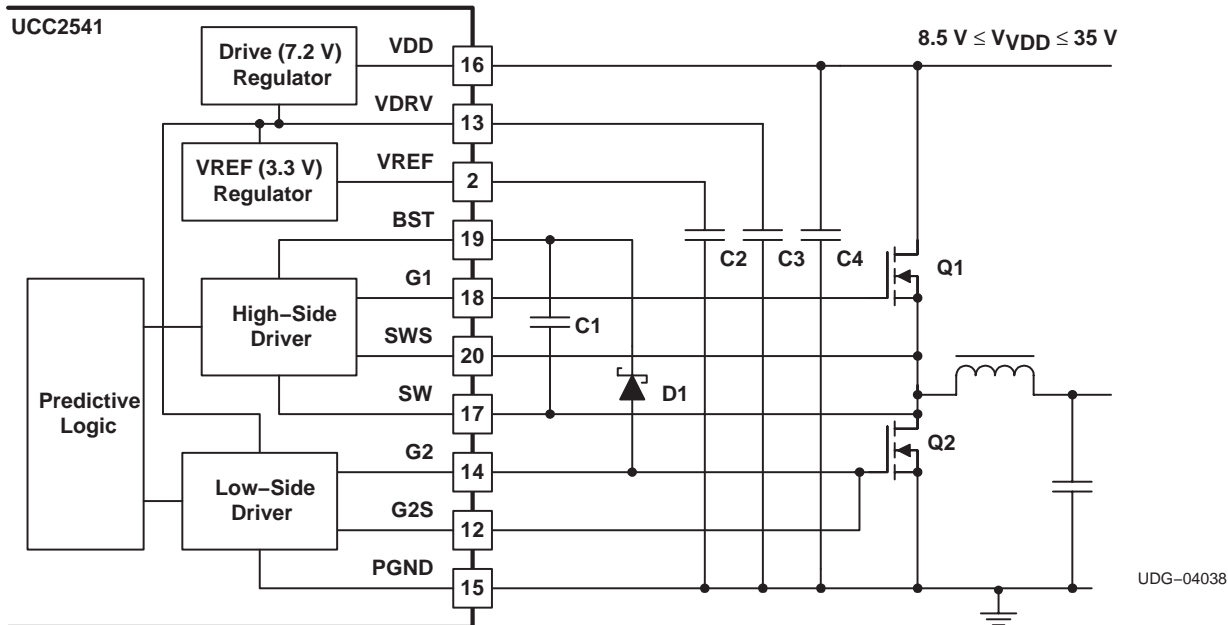 UCC2541
Drive (7.2 V)
Regulator
VDD
16
8.5 V ≤ VVDD ≤ 35 V
VDRV
13
VREF (3.3 V)
Regulator
VREF
2
BST
19
C2
C3
C4
Q1
G1
18
High−Side
Driver
C1
SWS
20
Predictive
Logic
SW
17
D1
Q2
G2
14
Low−Side
Driver
G2S
12
PGND
15
UDG−04038